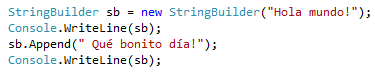 StringBuilder sb = new StringBuilder("Hola mundo!");
Console.WriteLine(sb);
sb.Append(" Qué bonito día!");
Console.WriteLine(sb);